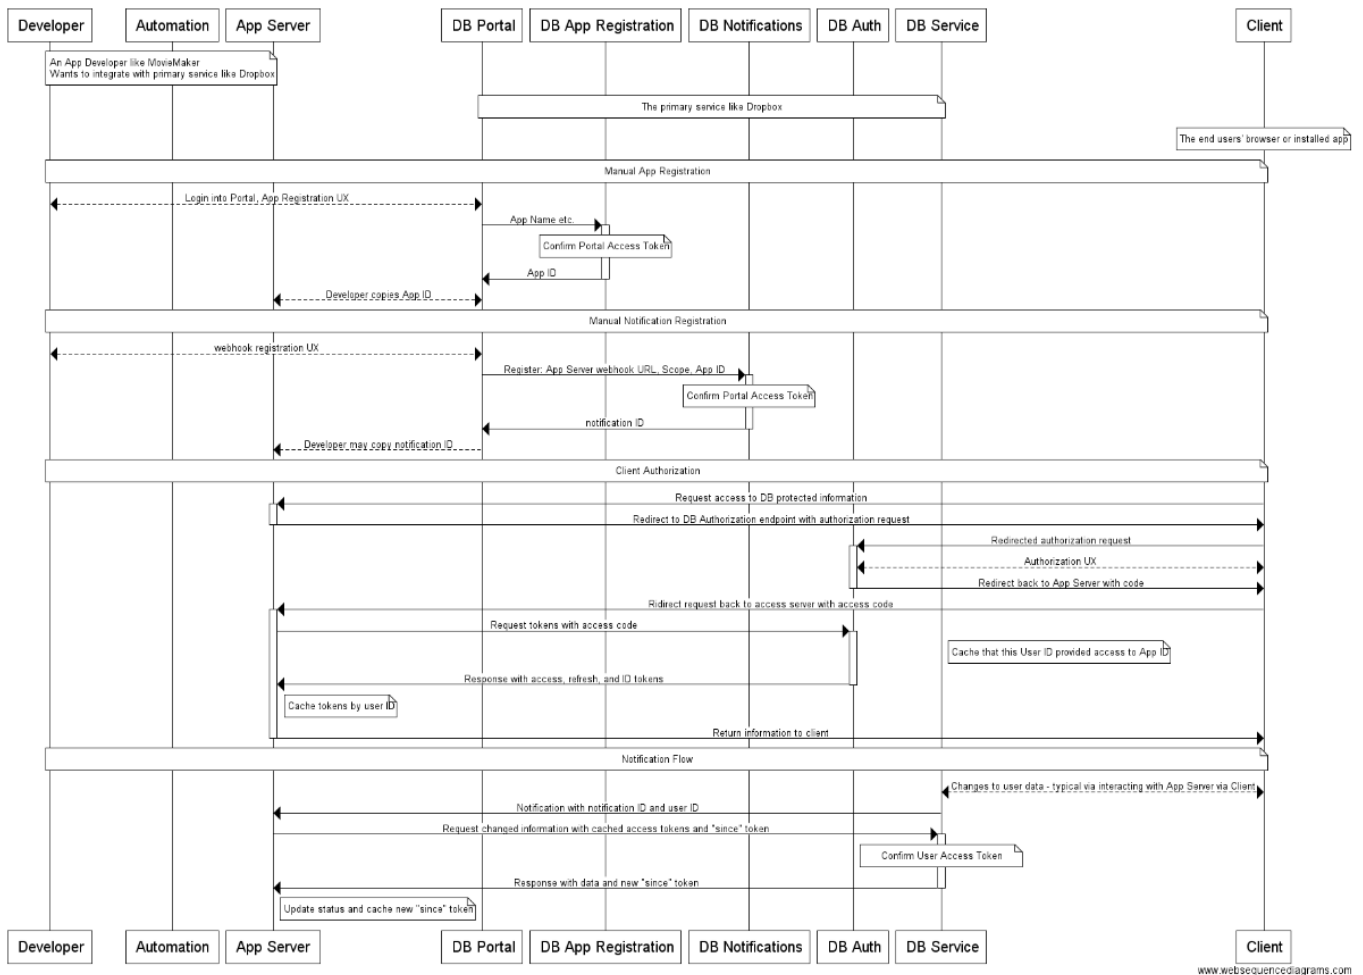 Developer
Automation
App Server
DB Portal
DB App Registration
DB Notifications
DB Auth
DB Service
Client
An App Developer like MovieMaker
Wants to integrate with primary service like Dropbox
The primary service like Dropbox
The end users' browser or installed app
Manual App Registration
Login into Portal, App Registration UX
App Name etc.
Confirm Portal Access Token
App ID
Developer copies App ID
Manual Notification Registration
webhook registration UX
Register: App Server webhook URL, Scope, App ID
Confirm Portal Access Token
notification ID
Developer may copy notification ID
Client Authorization
Request access to DB protected information
Redirect to DB Authorization endpoint with authorization request
Redirected authorization request
Authorization UX
Redirect back to App Server with code
Ridirect request back to access server with access code
Request tokens with access code
Cache that this User ID provided access to App ID
Response with access, refresh, and ID tokens
Cache tokens by user ID
Return information to client
Notification Flow
Changes to user data - typical via interacting with App Server via Client
Notification with notification ID and user ID
Request changed information with cached access tokens and "since" token
Confirm User Access Token
Response with data and new "since" token
Update status and cache new "since" token
Developer
Automation
App Server
DB Portal
DB App Registration
DB Notifications
DB Auth
DB Service
Client
www.websequencediagrams.com